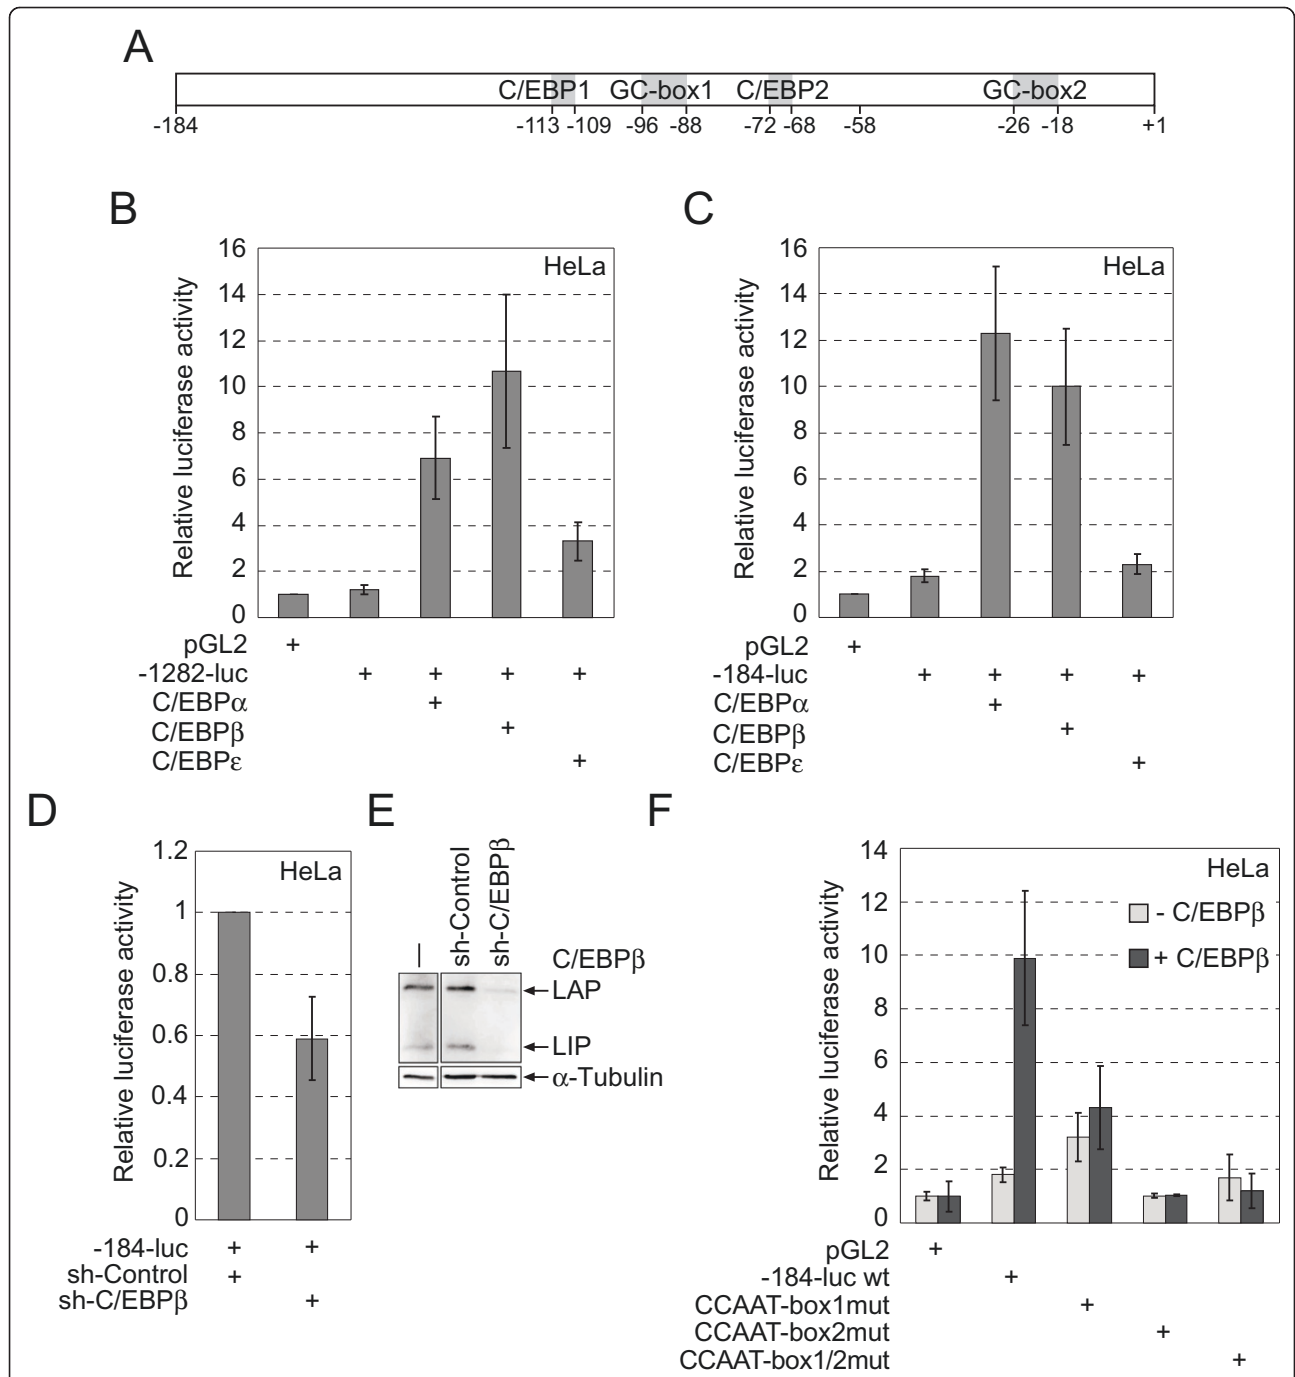 A
C/EBP1 GC-box1 C/EBP2 GC-box2
-184 -113 -109 -96 -88 -72 -68 -58 -26 -18 +1
B
Relative luciferase activity
16
14
12
10
8
6
4
2
0
HeLa
pGL2 +
-1282-luc + + + +
C/EBPα +
C/EBPβ +
C/EBPε +
C
Relative luciferase activity
16
14
12
10
8
6
4
2
0
HeLa
pGL2 +
-184-luc + + + +
C/EBPα +
C/EBPβ +
C/EBPε +
D
Relative luciferase activity
1.2
1
0.8
0.6
0.4
0.2
0
HeLa
-184-luc + +
sh-Control +
sh-C/EBPβ +
E
–
sh-Control
sh-C/EBPβ
C/EBPβ
LAP
LIP
α-Tubulin
F
Relative luciferase activity
14
12
10
8
6
4
2
0
HeLa
- C/EBPβ
+ C/EBPβ
pGL2 +
-184-luc wt +
CCAAT-box1mut +
CCAAT-box2mut +
CCAAT-box1/2mut +